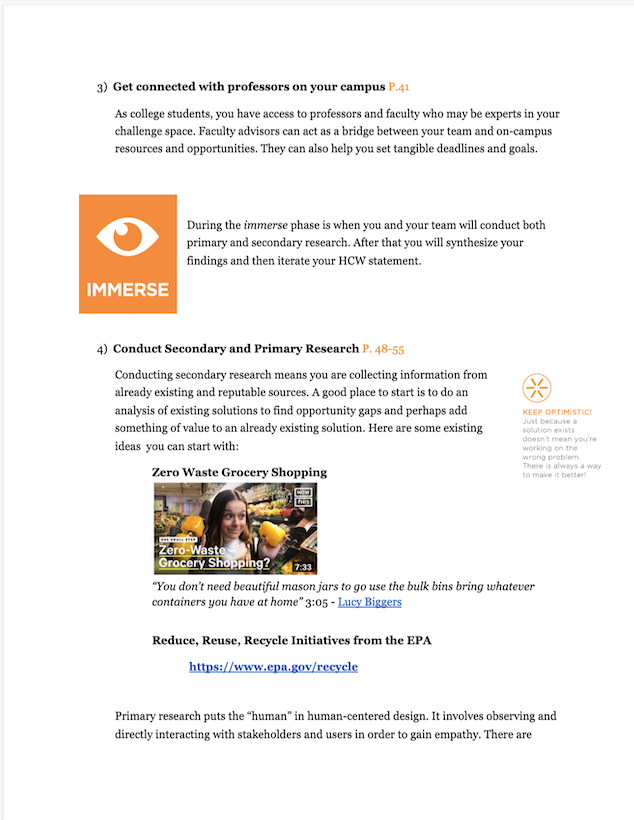 3) Get connected with professors on your campus P.41
As college students, you have access to professors and faculty who may be experts in your
challenge space. Faculty advisors can act as a bridge between your team and on-campus
resources and opportunities. They can also help you set tangible deadlines and goals.
IMMERSE
During the immerse phase is when you and your team will conduct both
primary and secondary research. After that you will synthesize your
findings and then iterate your HCW statement.
4) Conduct Secondary and Primary Research P. 48-55
Conducting secondary research means you are collecting information from
already existing and reputable sources. A good place to start is to do an
analysis of existing solutions to find opportunity gaps and perhaps add
something of value to an already existing solution. Here are some existing
ideas you can start with:
KEEP OPTIMISTIC!
Just because a
solution exists
doesn't mean you're
working on the
wrong problem.
There is always a way
to make it better!
Zero Waste Grocery Shopping
NOW
THIS
ONE SMALL STEP
Zero-Waste
Grocery Shopping?
7:33
“You don’t need beautiful mason jars to go use the bulk bins bring whatever
containers you have at home” 3:05 - Lucy Biggers
Reduce, Reuse, Recycle Initiatives from the EPA
https://www.epa.gov/recycle
Primary research puts the “human” in human-centered design. It involves observing and
directly interacting with stakeholders and users in order to gain empathy. There are